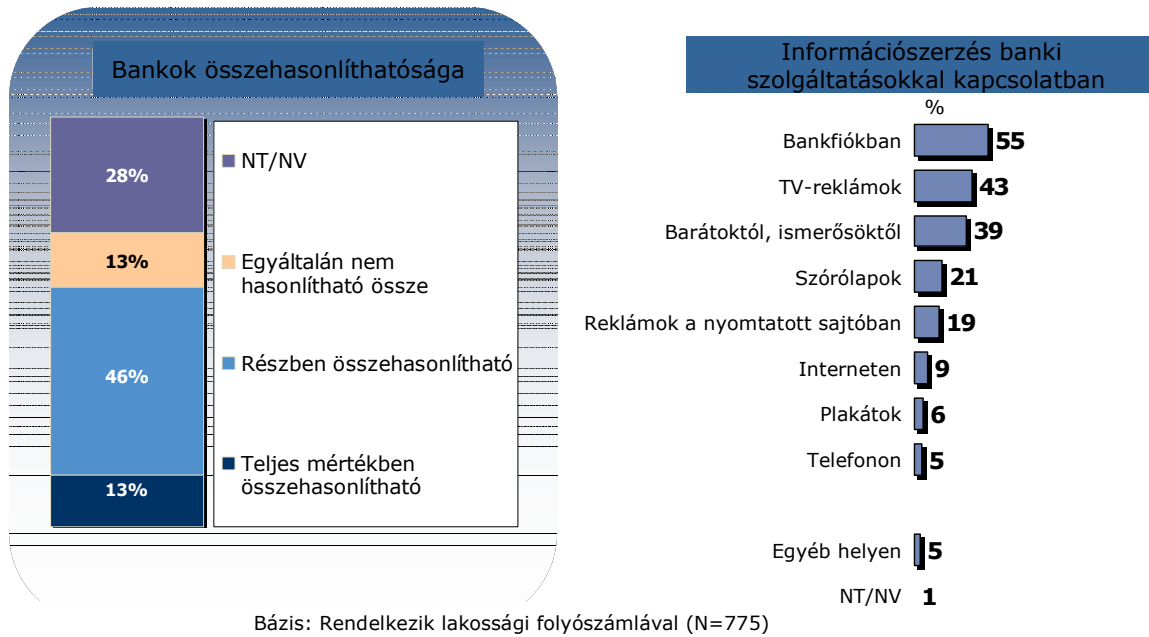 Bankok összehasonlíthatósága
28%
13%
46%
13%
NT/NV
Egyáltalán nem
hasonlítható össze
Részben összehasonlítható
Teljes mértékben
összehasonlítható
Információszerzés banki
szolgáltatásokkal kapcsolatban
%
Bankfiókban 55
TV-reklámok 43
Barátoktól, ismerősöktől 39
Szórólapok 21
Reklámok a nyomtatott sajtóban 19
Interneten 9
Plakátok 6
Telefonon 5
Egyéb helyen 5
NT/NV 1
Bázis: Rendelkezik lakossági folyószámlával (N=775)